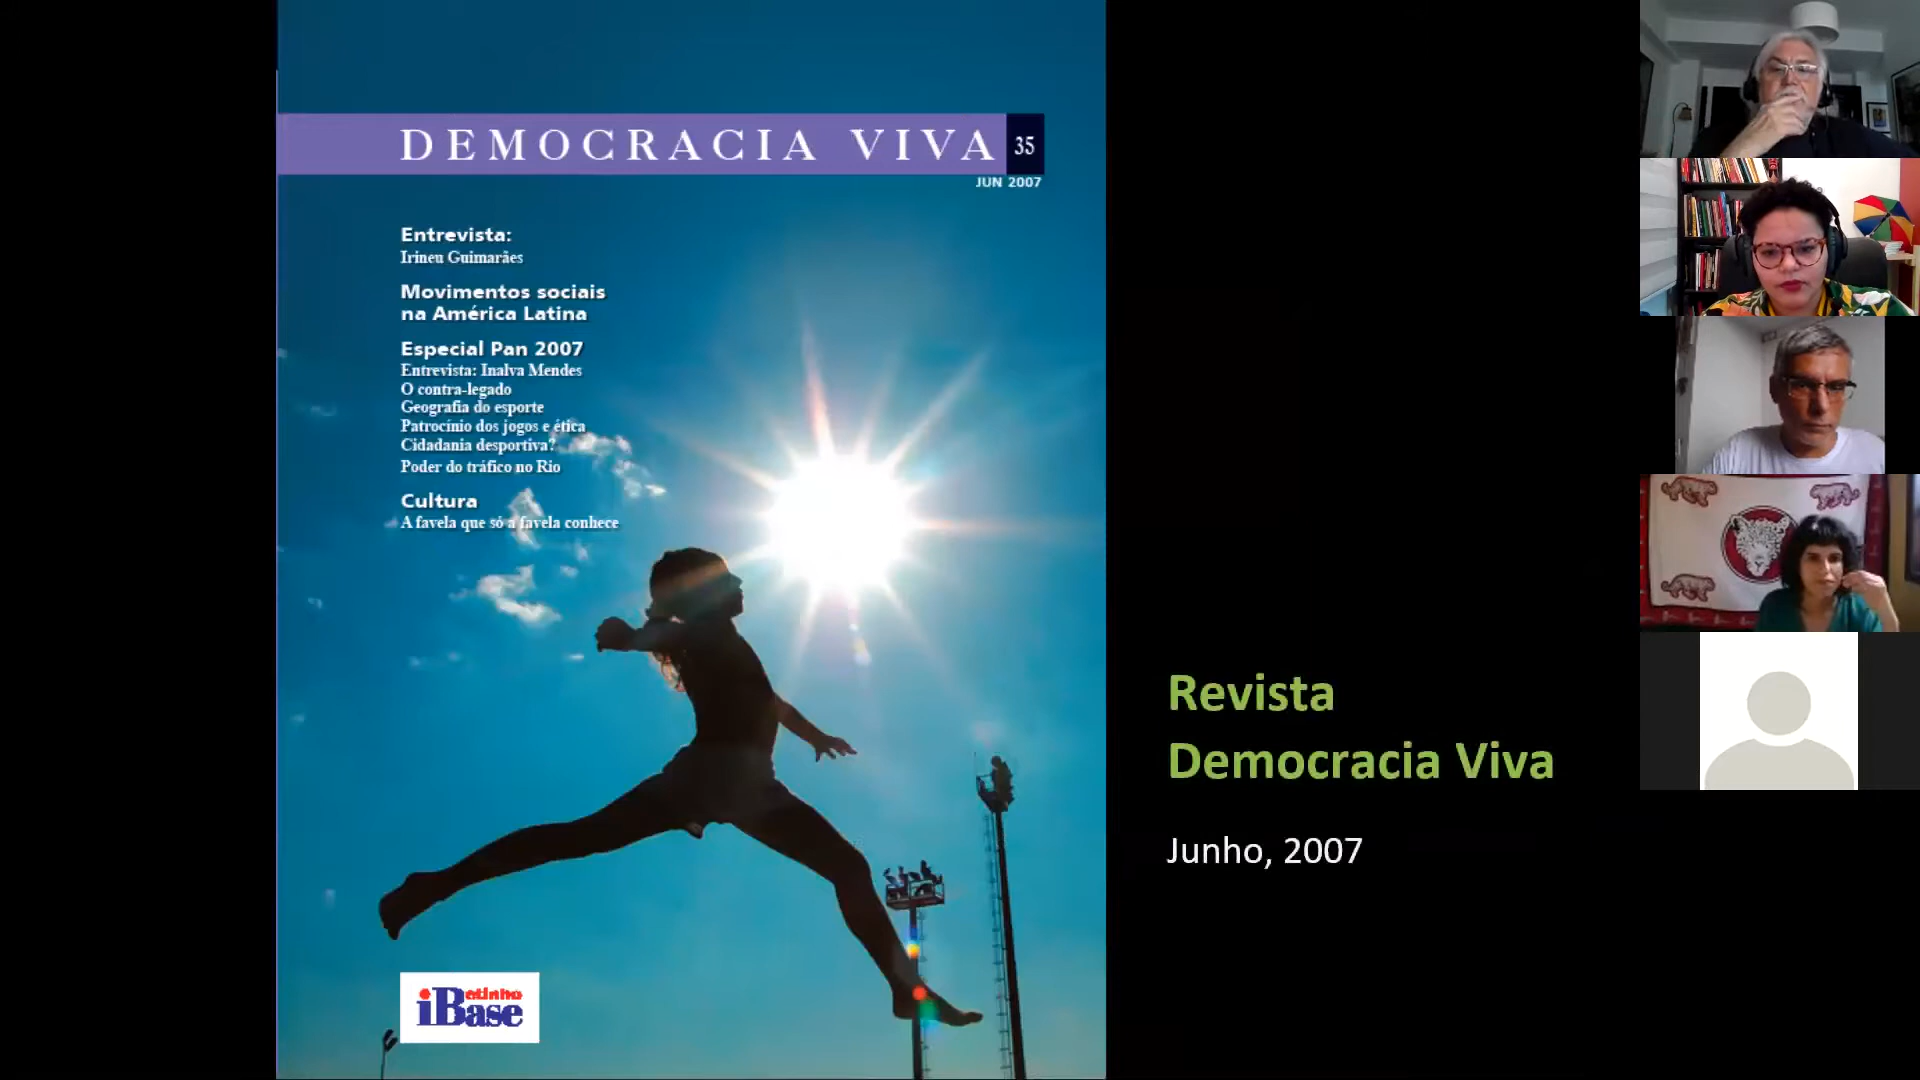 DEMOCRACIA VIVA 35
JUN 2007
Entrevista:
Irineu Guimarães
Movimentos sociais
na América Latina
Especial Pan 2007
Entrevista: Inalva Mendes
O contra-legado
Geografia do esporte
Patrocínio dos jogos e ética
Cidadania desportiva?
Poder do tráfico no Rio
Cultura
A favela que só a favela conhece
iBase
Betinho
Revista
Democracia Viva
Junho, 2007